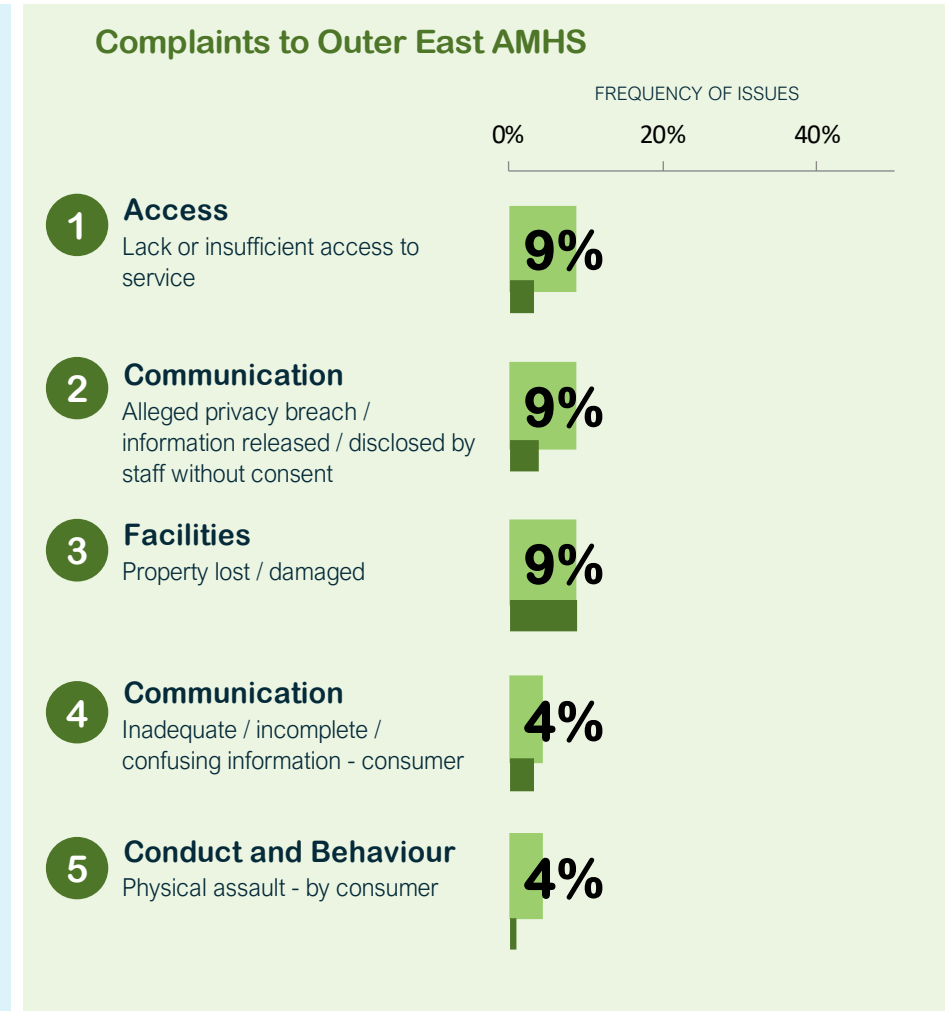 Complaints to Outer East AMHS
FREQUENCY OF ISSUES
0% 20% 40%
1 Access
Lack or insufficient access to
service
9%
2 Communication
Alleged privacy breach /
information released / disclosed by
staff without consent
9%
3 Facilities
Property lost / damaged
9%
4 Communication
Inadequate / incomplete /
confusing information - consumer
4%
5 Conduct and Behaviour
Physical assault - by consumer
4%